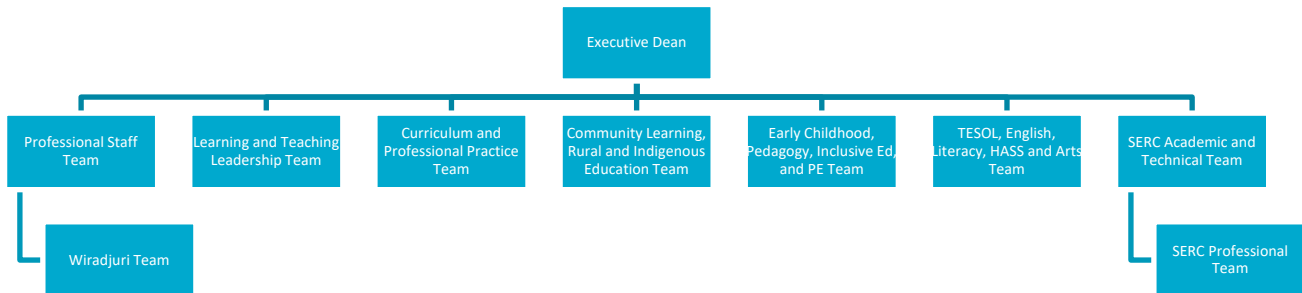 Executive Dean
Professional Staff
Team
Learning and Teaching
Leadership Team
Curriculum and
Professional Practice
Team
Community Learning,
Rural and Indigenous
Education Team
Early Childhood,
Pedagogy, Inclusive Ed,
and PE Team
TESOL, English,
Literacy, HASS and Arts
Team
SERC Academic and
Technical Team
Wiradjuri Team
SERC Professional
Team